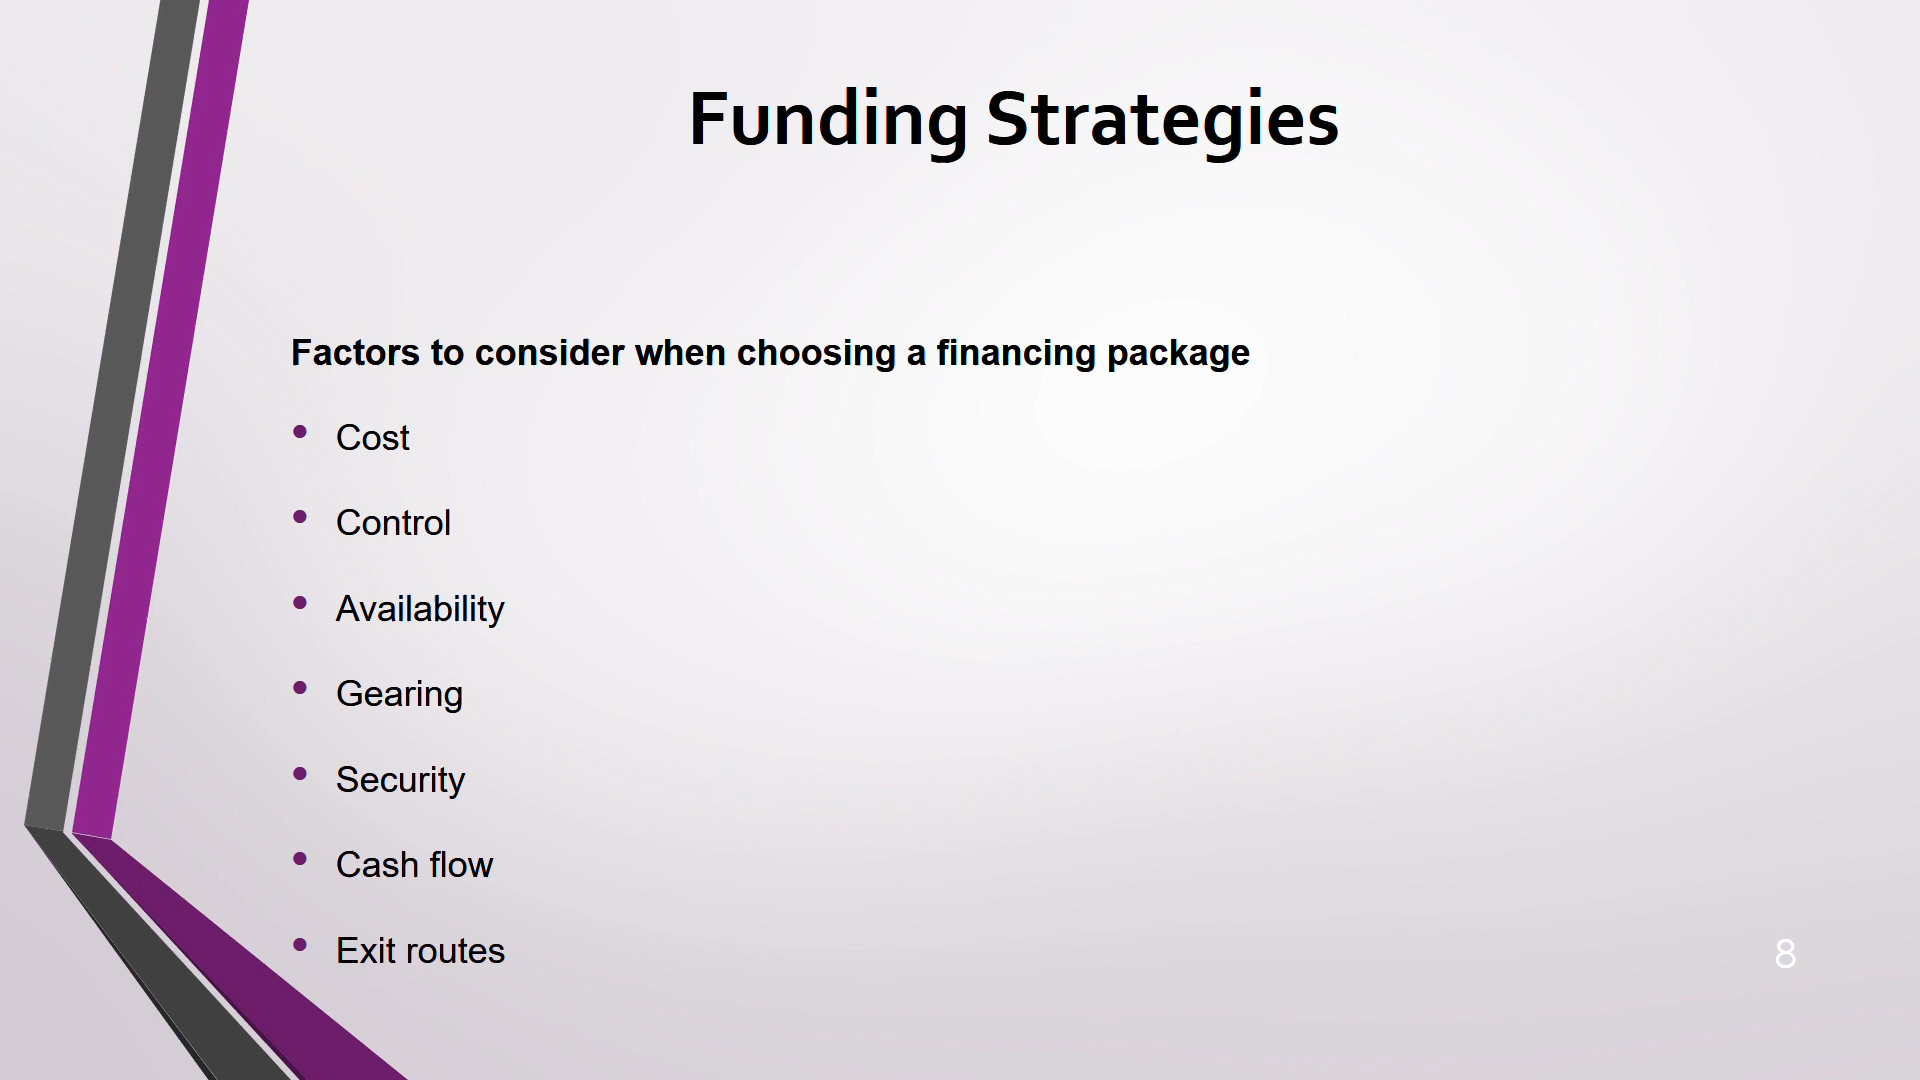 Funding Strategies
Factors to consider when choosing a financing package
• Cost
• Control
• Availability
• Gearing
• Security
• Cash flow
• Exit routes
8